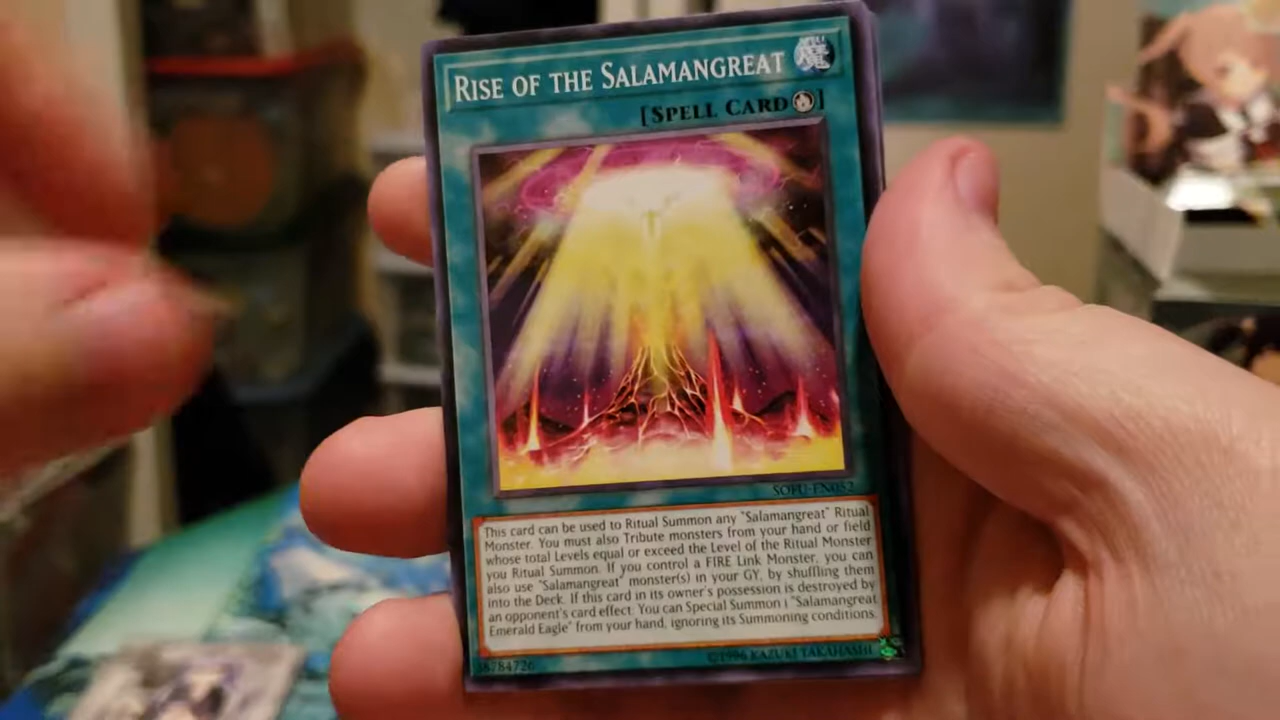 RISE OF THE SALAMANGREAT
[SPELL CARD]
SOFU-EN052
This card can be used to Ritual Summon any "Salamangreat" Ritual
Monster. You must also Tribute monsters from your hand or field
whose total Levels equal or exceed the Level of the Ritual Monster
you Ritual Summon. If you control a FIRE Link Monster, you can
also use "Salamangreat" monster(s) in your GY, by shuffling them
into the Deck. If this card in its owner's possession is destroyed by
an opponent's card effect: You can Special Summon 1 "Salamangreat
Emerald Eagle" from your hand, ignoring its Summoning conditions.
38784726
©1996 KAZUKI TAKAHASHI